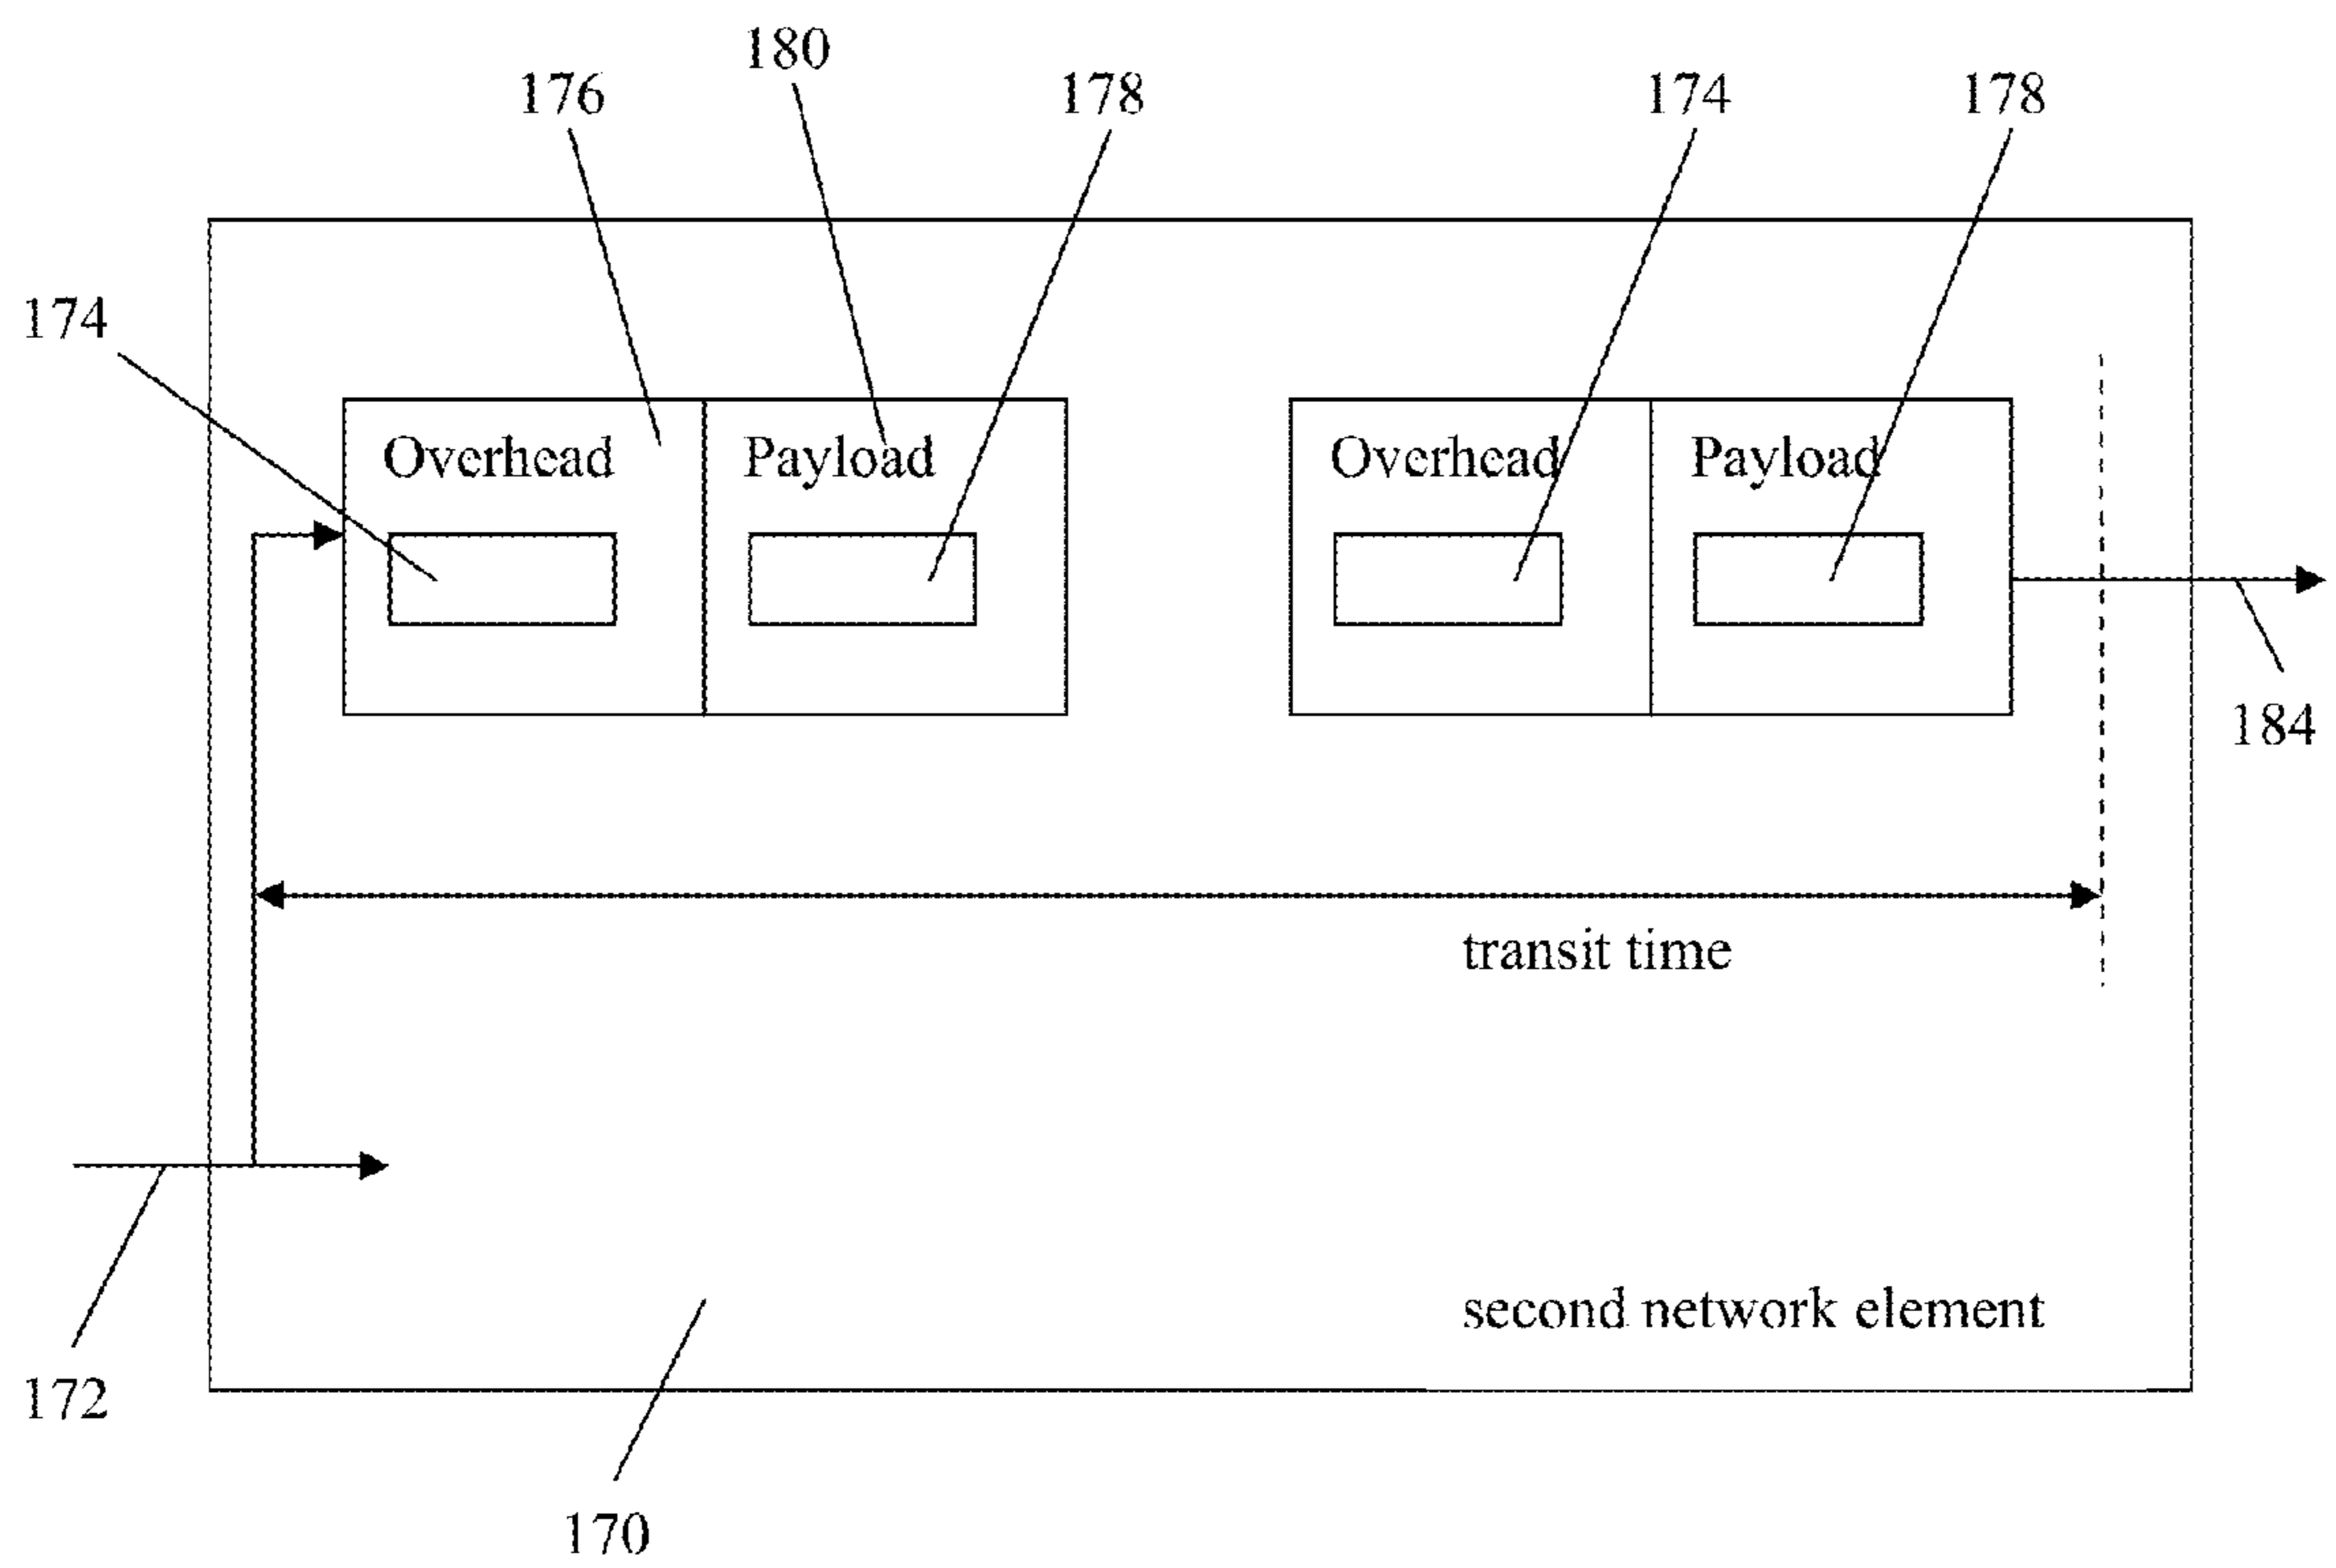 180
176 178 174 178
174
Overhead Payload Overhead Payload
184
transit time
second network element
172
170